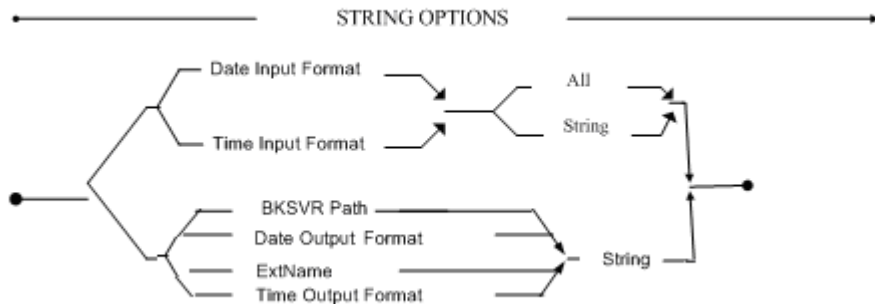 STRING OPTIONS
Date Input Format
All
Time Input Format
String
BKSVR Path
Date Output Format
String
ExtName
Time Output Format